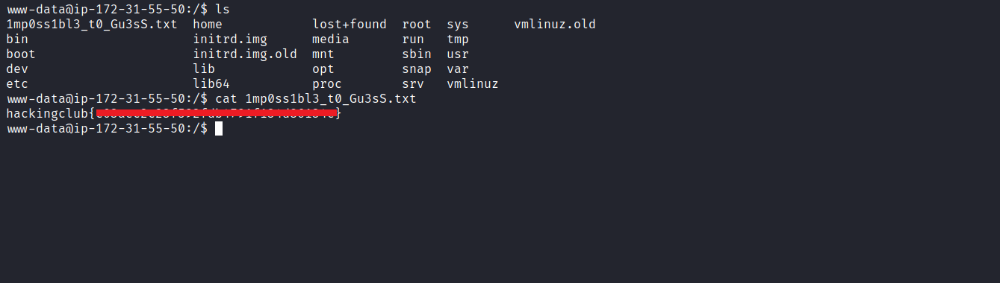 www-data@ip-172-31-55-50:/$ ls
1mp0ss1bl3_t0_Gu3sS.txt  home            lost+found  root  sys      vmlinuz.old
bin                      initrd.img      media       run   tmp
boot                     initrd.img.old  mnt         sbin  usr
dev                      lib             opt         snap  var
etc                      lib64           proc        srv   vmlinuz
www-data@ip-172-31-55-50:/$ cat 1mp0ss1bl3_t0_Gu3sS.txt
hackingclub{}
www-data@ip-172-31-55-50:/$